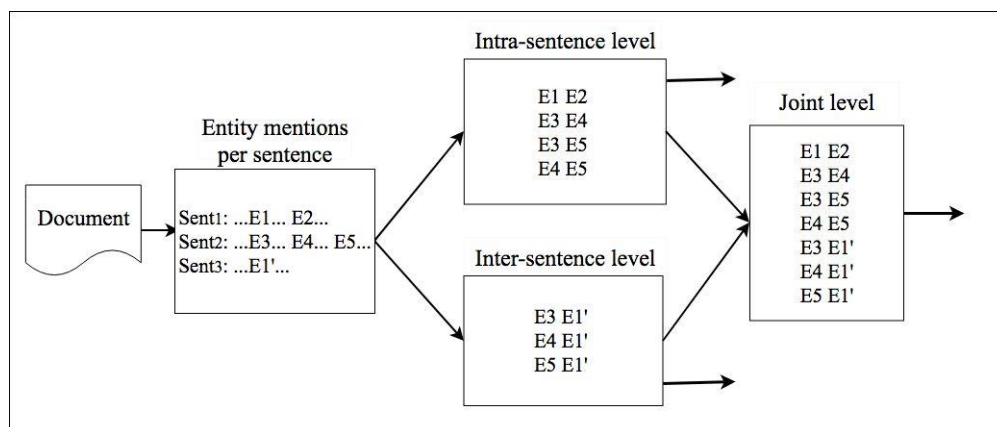 Document
Entity mentions
per sentence
Sent1: ...E1... E2...
Sent2: ...E3... E4... E5...
Sent3: ...E1'...
Intra-sentence level
E1 E2
E3 E4
E3 E5
E4 E5
Inter-sentence level
E3 E1'
E4 E1'
E5 E1'
Joint level
E1 E2
E3 E4
E3 E5
E4 E5
E3 E1'
E4 E1'
E5 E1'